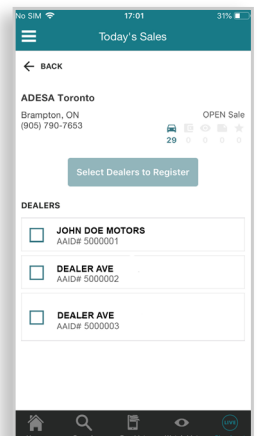 No SIM 17:01 31%
Today's Sales
← BACK
ADESA Toronto
Brampton, ON OPEN Sale
(905) 790-7653
29 0 0 0 0
Select Dealers to Register
DEALERS
JOHN DOE MOTORS
AAID# 5000001
DEALER AVE
AAID# 5000002
DEALER AVE
AAID# 5000003
LIVE